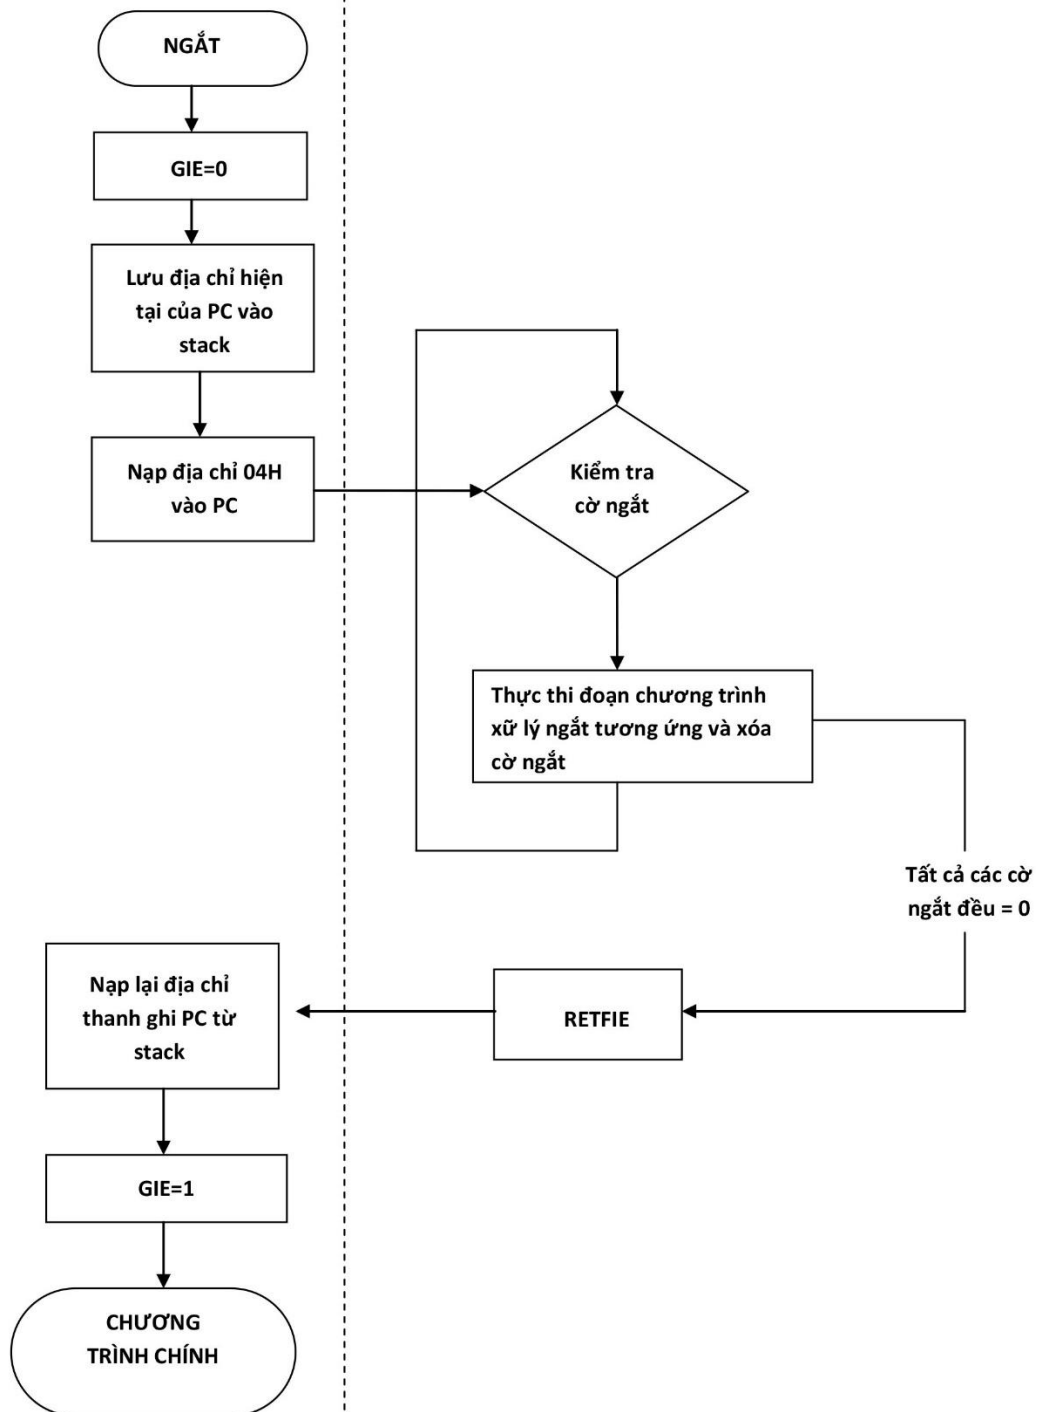 NGẮT
GIE=0
Lưu địa chỉ hiện
tại của PC vào
stack
Nạp địa chỉ 04H
vào PC
Kiểm tra
cờ ngắt
Thực thi đoạn chương trình
xữ lý ngắt tương ứng và xóa
cờ ngắt
Tất cả các cờ
ngắt đều = 0
RETFIE
Nạp lại địa chỉ
thanh ghi PC từ
stack
GIE=1
CHƯƠNG
TRÌNH CHÍNH